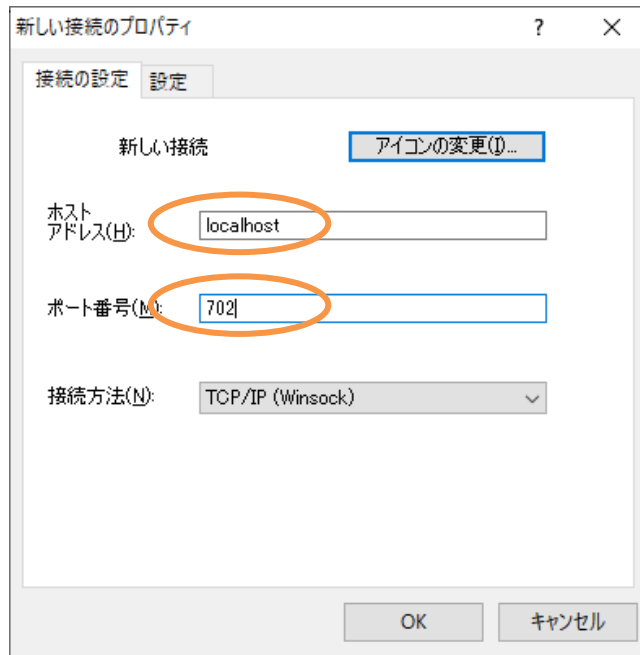 新しい接続のプロパティ ? ×
接続の設定 設定
新しい接続 アイコンの変更(I)...
ホスト
アドレス(H): localhost
ポート番号(M): 702
接続方法(N): TCP/IP (Winsock)
OK キャンセル